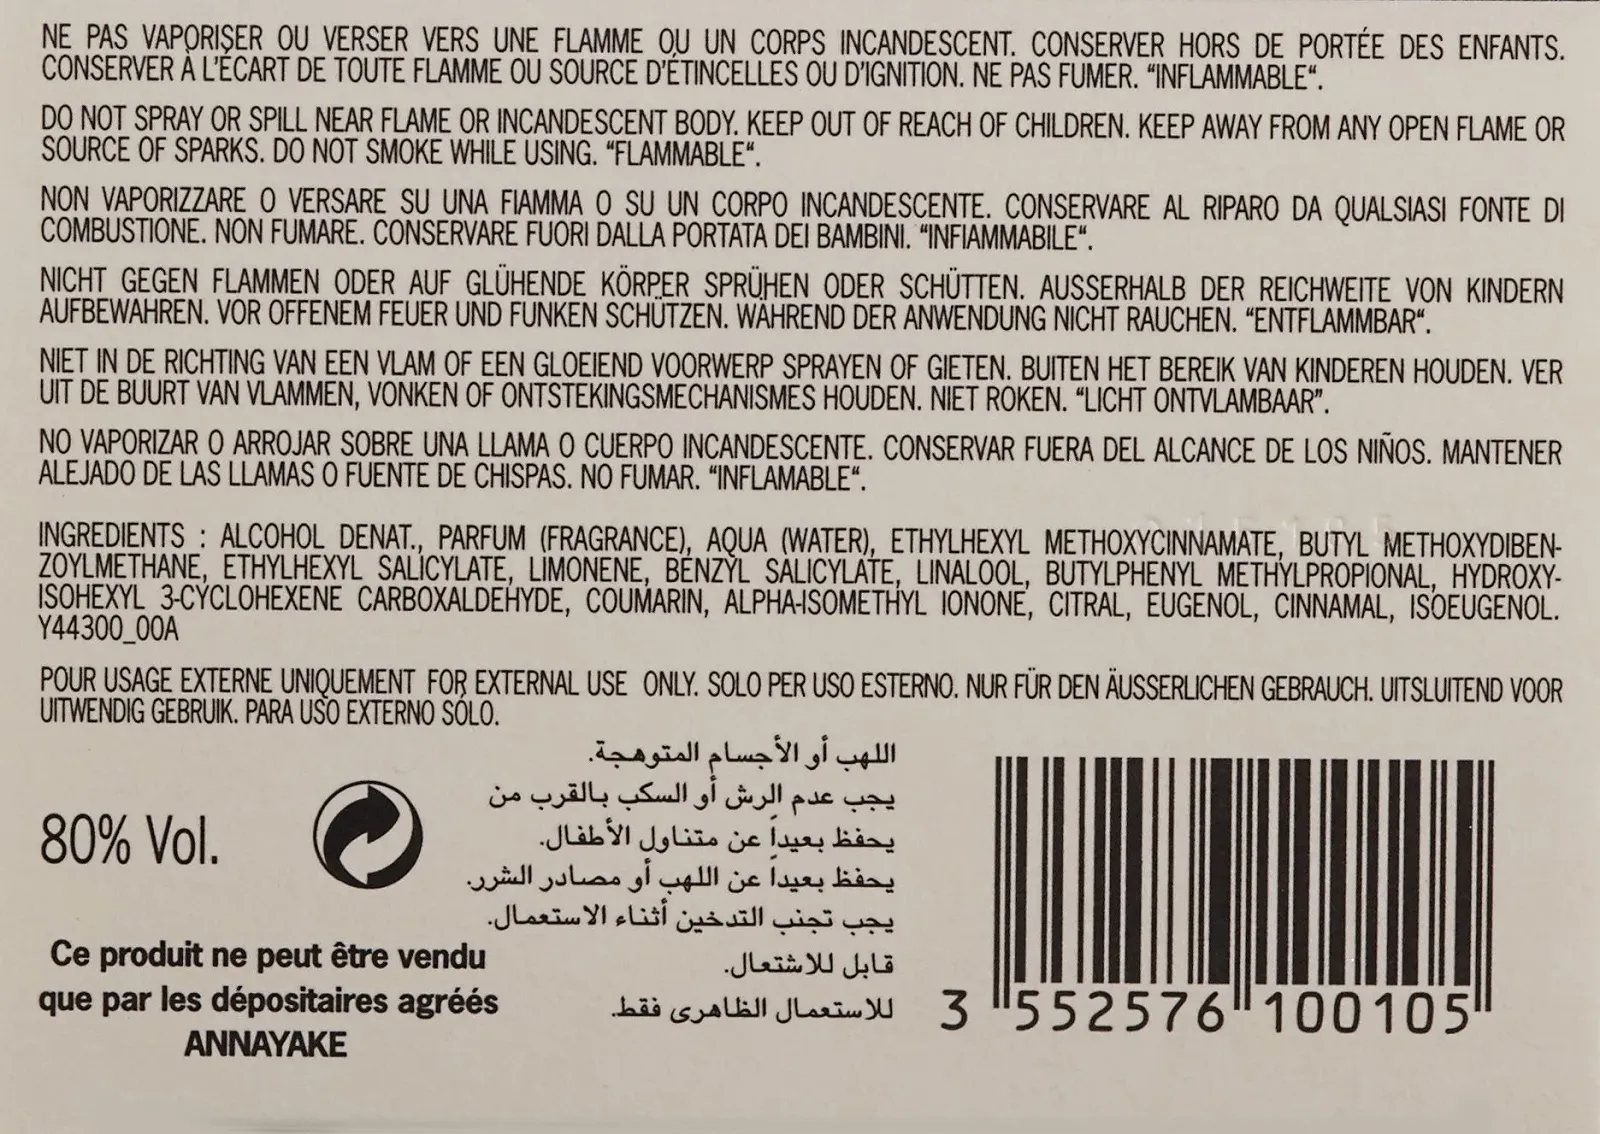 NE PAS VAPORISER OU VERSER VERS UNE FLAMME OU UN CORPS INCANDESCENT. CONSERVER HORS DE PORTÉE DES ENFANTS.
CONSERVER À L'ÉCART DE TOUTE FLAMME OU SOURCE D'ÉTINCELLES OU D'IGNITION. NE PAS FUMER. “INFLAMMABLE“.
DO NOT SPRAY OR SPILL NEAR FLAME OR INCANDESCENT BODY. KEEP OUT OF REACH OF CHILDREN. KEEP AWAY FROM ANY OPEN FLAME OR
SOURCE OF SPARKS. DO NOT SMOKE WHILE USING. “FLAMMABLE“.
NON VAPORIZZARE O VERSARE SU UNA FIAMMA O SU UN CORPO INCANDESCENTE. CONSERVARE AL RIPARO DA QUALSIASI FONTE DI
COMBUSTIONE. NON FUMARE. CONSERVARE FUORI DALLA PORTATA DEI BAMBINI. “INFIAMMABILE“.
NICHT GEGEN FLAMMEN ODER AUF GLÜHENDE KÖRPER SPRÜHEN ODER SCHÜTTEN. AUSSERHALB DER REICHWEITE VON KINDERN
AUFBEWAHREN. VOR OFFENEM FEUER UND FUNKEN SCHÜTZEN. WÄHREND DER ANWENDUNG NICHT RAUCHEN. “ENTFLAMMBAR“.
NIET IN DE RICHTING VAN EEN VLAM OF EEN GLOEIEND VOORWERP SPRAYEN OF GIETEN. BUITEN HET BEREIK VAN KINDEREN HOUDEN. VER
UIT DE BUURT VAN VLAMMEN, VONKEN OF ONTSTEKINGSMECHANISMES HOUDEN. NIET ROKEN. “LICHT ONTVLAMBAAR”.
NO VAPORIZAR O ARROJAR SOBRE UNA LLAMA O CUERPO INCANDESCENTE. CONSERVAR FUERA DEL ALCANCE DE LOS NIÑOS. MANTENER
ALEJADO DE LAS LLAMAS O FUENTE DE CHISPAS. NO FUMAR. “INFLAMABLE“.
INGREDIENTS : ALCOHOL DENAT., PARFUM (FRAGRANCE), AQUA (WATER), ETHYLHEXYL METHOXYCINNAMATE, BUTYL METHOXYDIBEN-
ZOYLMETHANE, ETHYLHEXYL SALICYLATE, LIMONENE, BENZYL SALICYLATE, LINALOOL, BUTYLPHENYL METHYLPROPIONAL, HYDROXY-
ISOHEXYL 3-CYCLOHEXENE CARBOXALDEHYDE, COUMARIN, ALPHA-ISOMETHYL IONONE, CITRAL, EUGENOL, CINNAMAL, ISOEUGENOL.
Y44300_00A
POUR USAGE EXTERNE UNIQUEMENT FOR EXTERNAL USE ONLY. SOLO PER USO ESTERNO. NUR FÜR DEN ÄUSSERLICHEN GEBRAUCH. UITSLUITEND VOOR
UITWENDIG GEBRUIK. PARA USO EXTERNO SÓLO.
اللهب أو الأجسام المتوهجة.
يجب عدم الرش أو السكب بالقرب من
يحفظ بعيداً عن متناول الأطفال.
يحفظ بعيداً عن اللهب أو مصادر الشرر.
يجب تجنب التدخين أثناء الاستعمال.
قابل للاشتعال.
للاستعمال الظاهرى فقط.
80% Vol.
Ce produit ne peut être vendu
que par les dépositaires agréés
ANNAYAKE
3 552576 100105